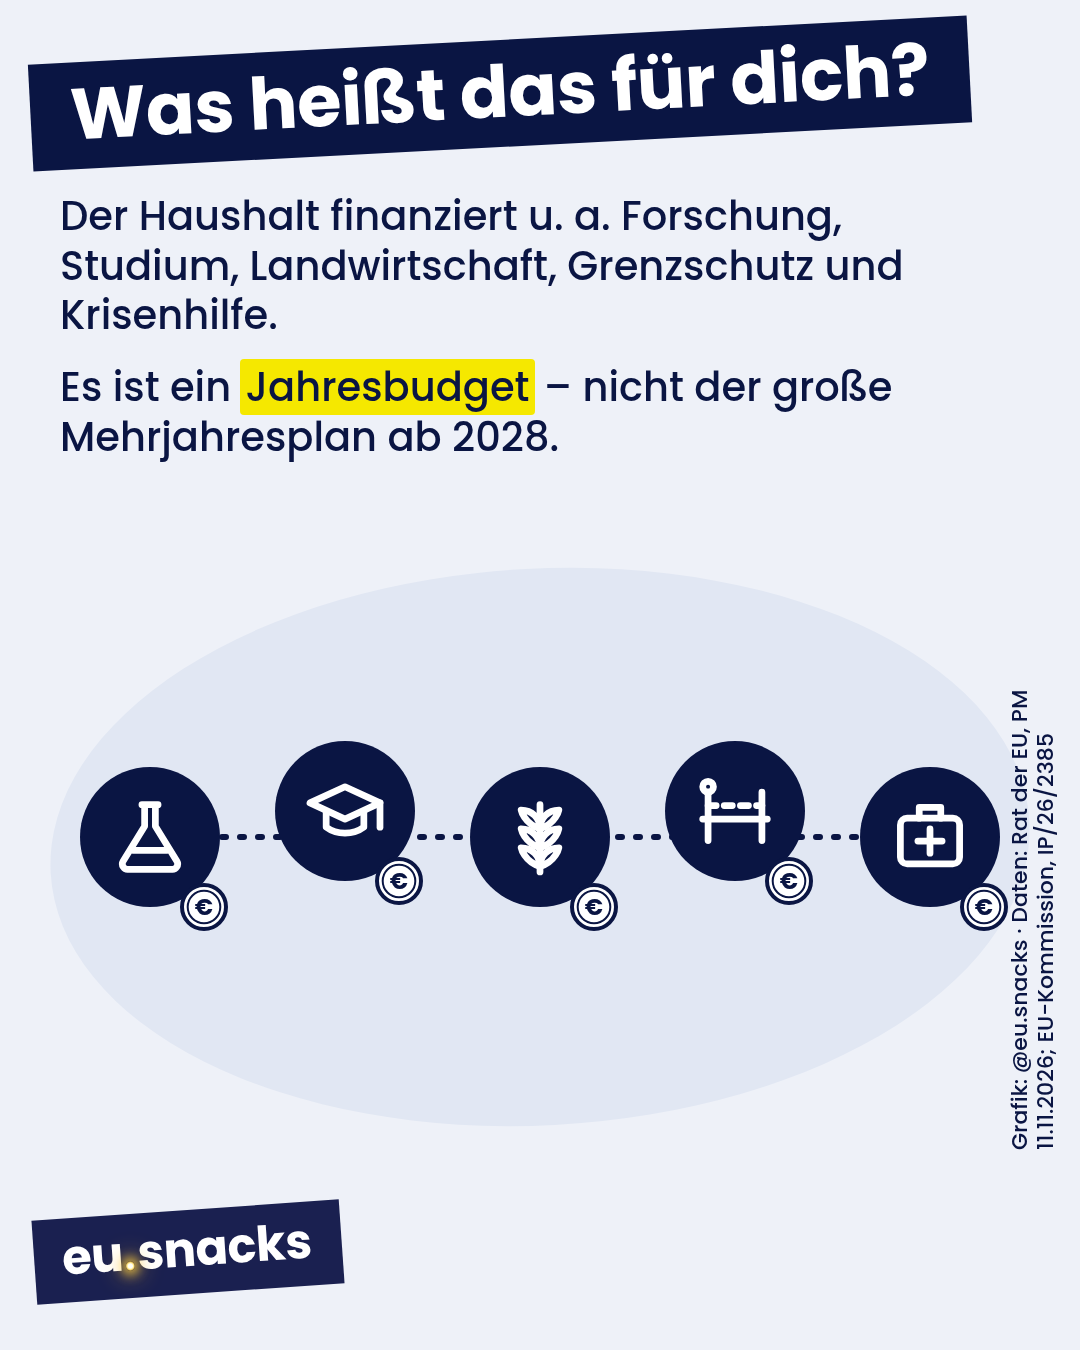 Was heißt das für dich?
Der Haushalt finanziert u. a. Forschung,
Studium, Landwirtschaft, Grenzschutz und
Krisenhilfe.
Es ist ein Jahresbudget – nicht der große
Mehrjahresplan ab 2028.
€
€
€
€
€
Grafik: @eu.snacks · Daten: Rat der EU, PM
11.11.2026; EU-Kommission, IP/26/2385
eu.snacks